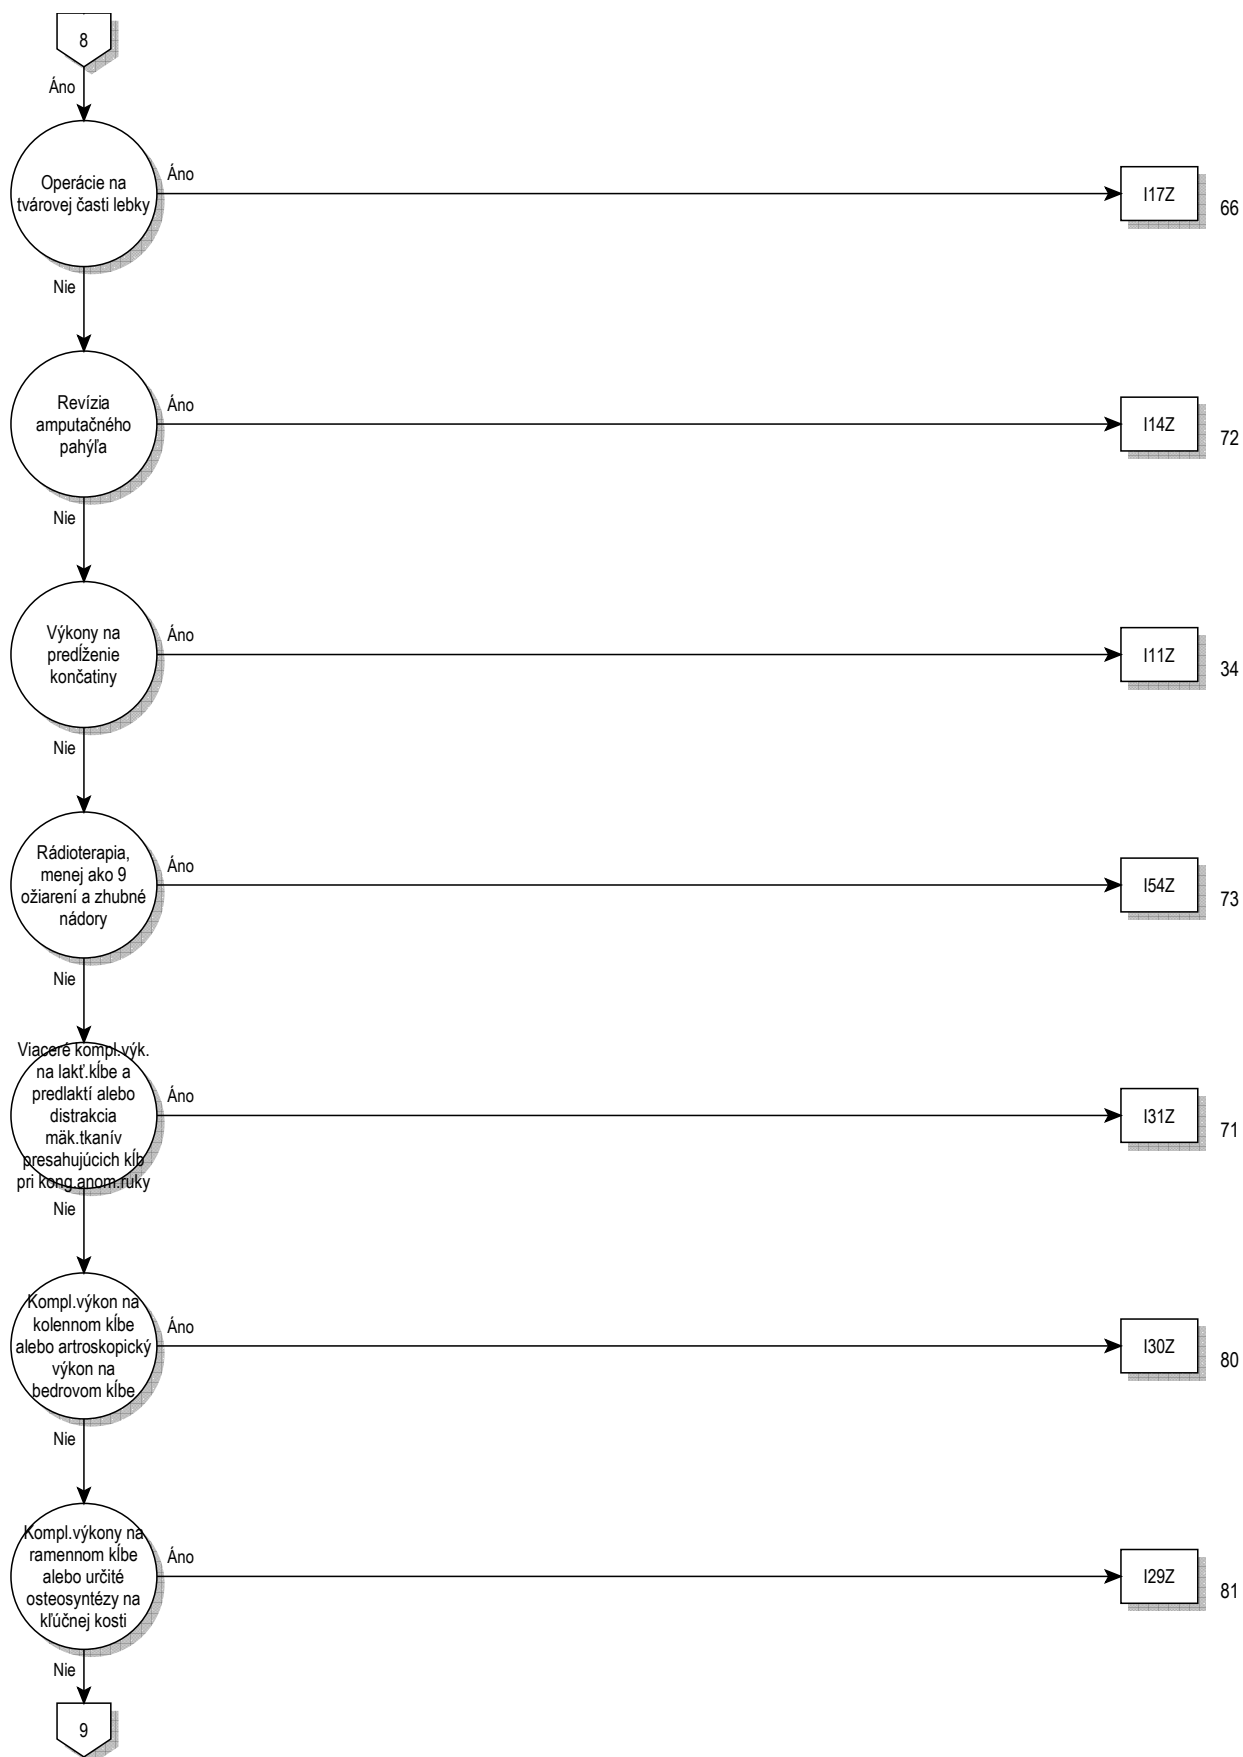 8
Áno
Operácie na
tvárovej časti lebky
Áno
I17Z
66
Nie
Revízia
amputačného
pahýľa
Áno
I14Z
72
Nie
Výkony na
predĺženie
končatiny
Áno
I11Z
34
Nie
Rádioterapia,
menej ako 9
ožiarení a zhubné
nádory
Áno
I54Z
73
Nie
Viaceré kompl.výk.
na lakť.kĺbe a
predlaktí alebo
distrakcia
mäk.tkanív
presahujúcich kĺb
pri kong.anom.ruky
Áno
I31Z
71
Nie
Kompl.výkon na
kolennom kĺbe
alebo artroskopický
výkon na
bedrovom kĺbe
Áno
I30Z
80
Nie
Kompl.výkony na
ramennom kĺbe
alebo určité
osteosyntézy na
kľúčnej kosti
Áno
I29Z
81
Nie
9